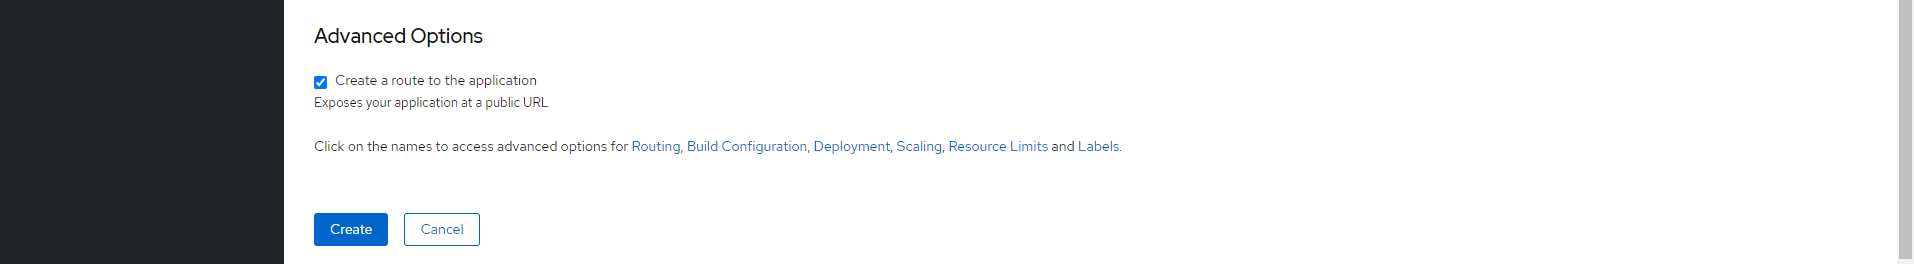 Advanced Options
Create a route to the application
Exposes your application at a public URL
Click on the names to access advanced options for Routing, Build Configuration, Deployment, Scaling, Resource Limits and Labels.
Create Cancel